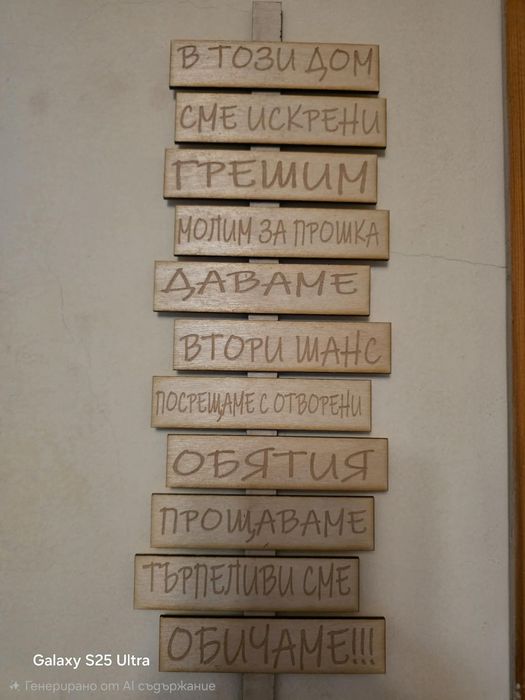 В ТОЗИ ДОМ
СМЕ ИСКРЕНИ
ГРЕШИМ
МОЛИМ ЗА ПРОШКА
ДАВАМЕ
ВТОРИ ШАНС
ПОСРЕЩАМЕ С ОТВОРЕНИ
ОБЯТИЯ
ПРОЩАВАМЕ
ТЪРПЕЛИВИ СМЕ
ОБИЧАМЕ!!!
Galaxy S25 Ultra
Генерирано от AI съдържание